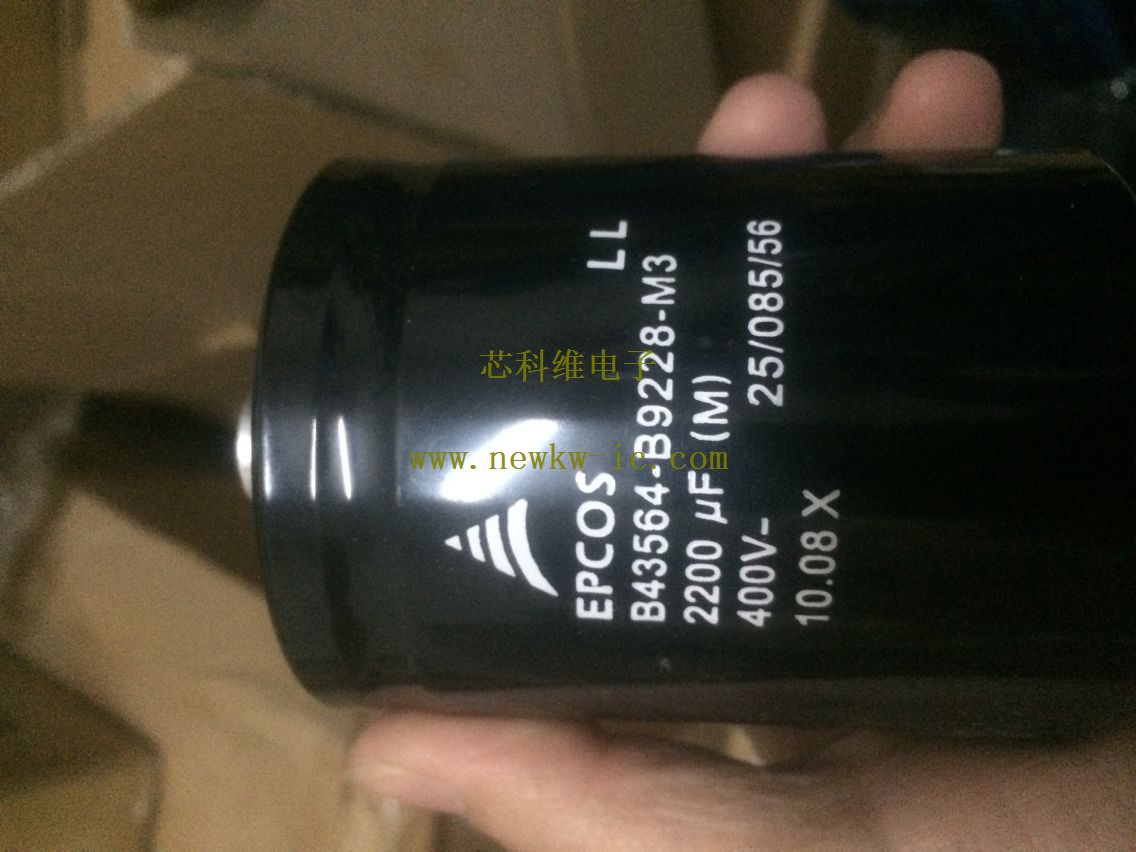 EPCOS LL
B43564-B9228-M3
2200 µF (M)
400V- 25/085/56
10.08 X
芯科维电子
www.newkw-ic.com